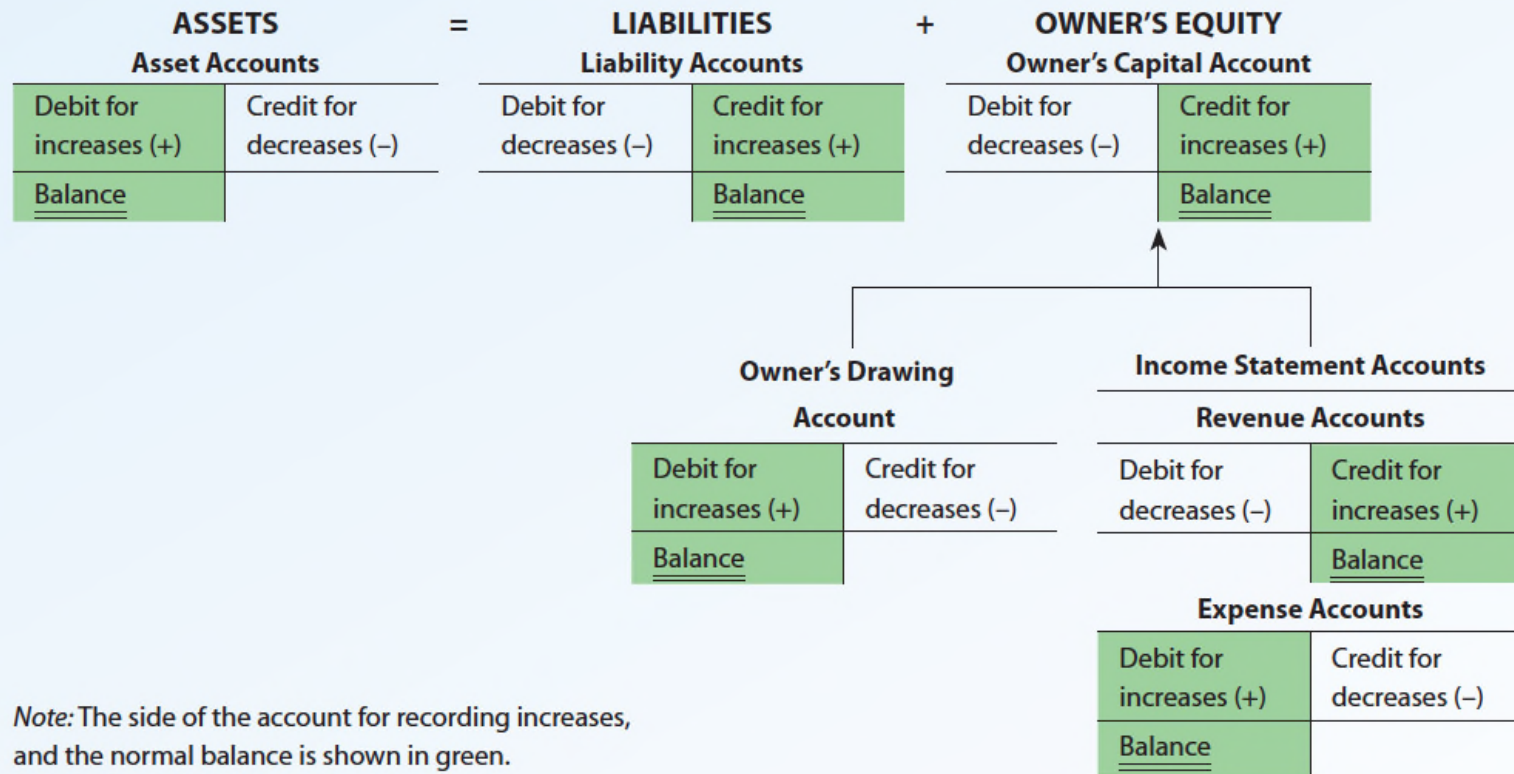 ASSETS = LIABILITIES + OWNER’S EQUITY
Asset Accounts
Liability Accounts
Owner’s Capital Account
Debit for
increases (+)
Credit for
decreases (–)
Balance
Debit for
decreases (–)
Credit for
increases (+)
Balance
Debit for
decreases (–)
Credit for
increases (+)
Balance
Owner’s Drawing
Account
Debit for
increases (+)
Credit for
decreases (–)
Balance
Income Statement Accounts
Revenue Accounts
Debit for
decreases (–)
Credit for
increases (+)
Balance
Expense Accounts
Debit for
increases (+)
Credit for
decreases (–)
Balance
Note: The side of the account for recording increases,
and the normal balance is shown in green.